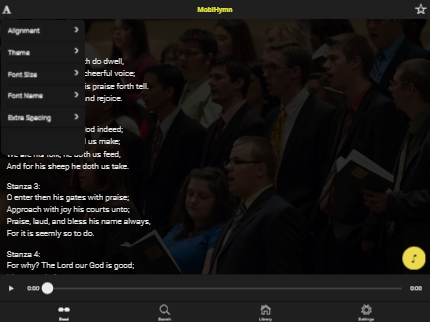 A
MobiHymn
Alignment
Theme
Font Size
Font Name
Extra Spacing
h do dwell,
cheerful voice;
is praise forth tell.
nd rejoice.
od indeed;
us make;
We are his folk, he doth us feed,
And for his sheep he doth us take.
Stanza 3:
O enter then his gates with praise;
Approach with joy his courts unto;
Praise, laud, and bless his name always,
For it is seemly so to do.
Stanza 4:
For why? The Lord our God is good;
0:00
0:00
Read
Search
Library
Settings